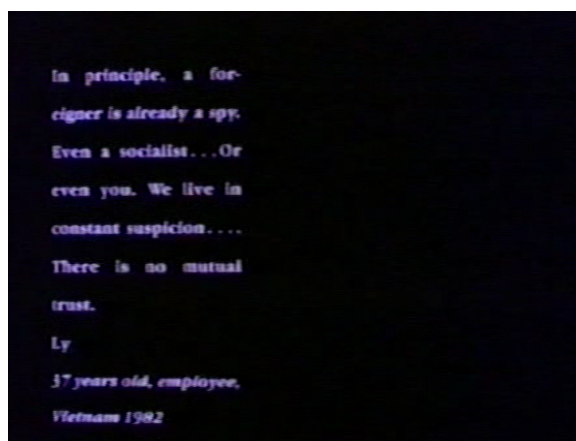 In principle, a for-
eigner is already a spy.
Even a socialist...Or
even you. We live in
constant suspicion....
There is no mutual
trust.
Ly
37 years old, employee,
Vietnam 1982